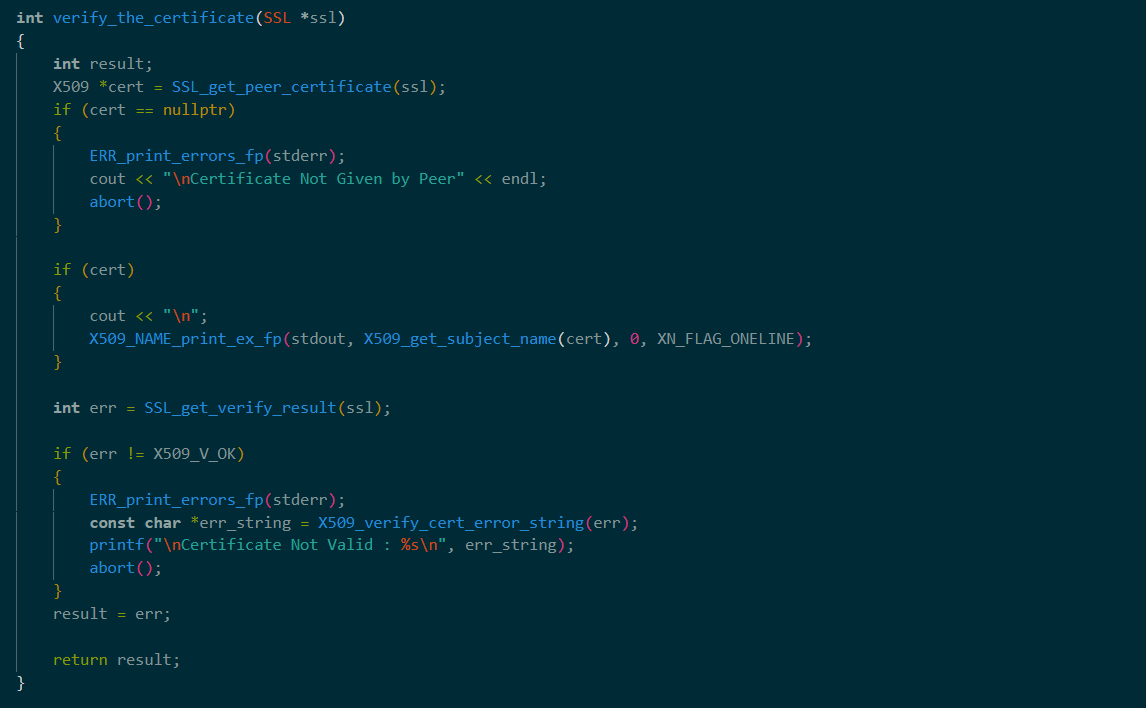 int verify_the_certificate(SSL *ssl)
{
    int result;
    X509 *cert = SSL_get_peer_certificate(ssl);
    if (cert == nullptr)
    {
        ERR_print_errors_fp(stderr);
        cout << "\nCertificate Not Given by Peer" << endl;
        abort();
    }

    if (cert)
    {
        cout << "\n";
        X509_NAME_print_ex_fp(stdout, X509_get_subject_name(cert), 0, XN_FLAG_ONELINE);
    }

    int err = SSL_get_verify_result(ssl);

    if (err != X509_V_OK)
    {
        ERR_print_errors_fp(stderr);
        const char *err_string = X509_verify_cert_error_string(err);
        printf("\nCertificate Not Valid : %s\n", err_string);
        abort();
    }
    result = err;

    return result;
}